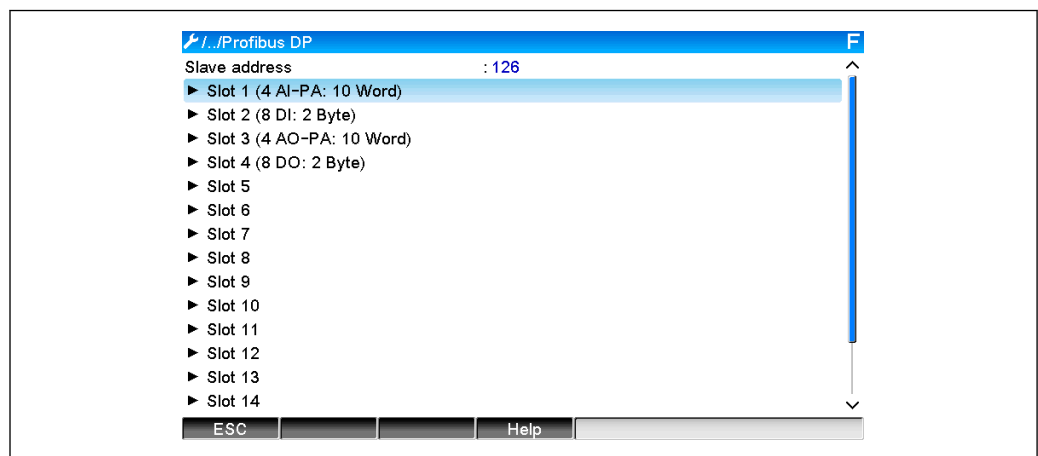 /../Profibus DP F
Slave address : 126
► Slot 1 (4 AI-PA: 10 Word)
► Slot 2 (8 DI: 2 Byte)
► Slot 3 (4 AO-PA: 10 Word)
► Slot 4 (8 DO: 2 Byte)
► Slot 5
► Slot 6
► Slot 7
► Slot 8
► Slot 9
► Slot 10
► Slot 11
► Slot 12
► Slot 13
► Slot 14
ESC Help